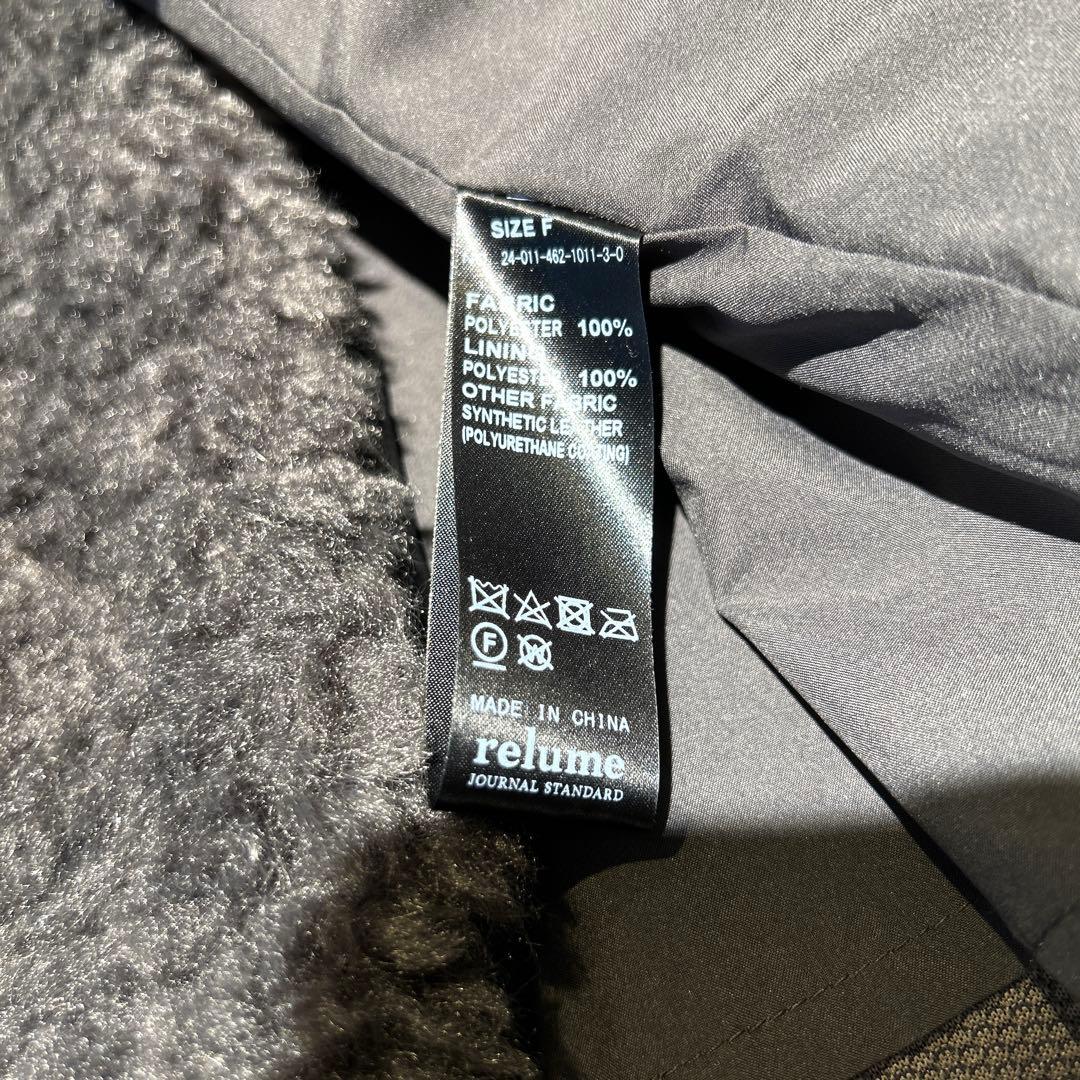 SIZE F
24-011-462-1011-3-0
FABRIC
POLYESTER 100%
LINING
POLYESTER 100%
OTHER FABRIC
SYNTHETIC LEATHER
(POLYURETHANE COATING)
F W
MADE IN CHINA
relume
JOURNAL STANDARD